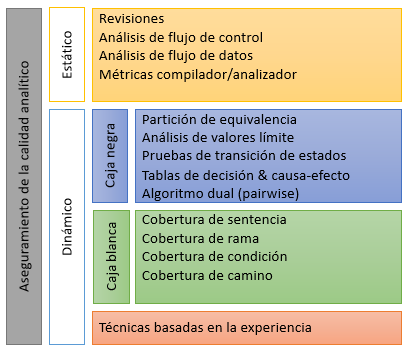 Aseguramiento de la calidad analítico
Estático
Revisiones
Análisis de flujo de control
Análisis de flujo de datos
Métricas compilador/analizador
Dinámico
Caja negra
Partición de equivalencia
Análisis de valores límite
Pruebas de transición de estados
Tablas de decisión & causa-efecto
Algoritmo dual (pairwise)
Caja blanca
Cobertura de sentencia
Cobertura de rama
Cobertura de condición
Cobertura de camino
Técnicas basadas en la experiencia